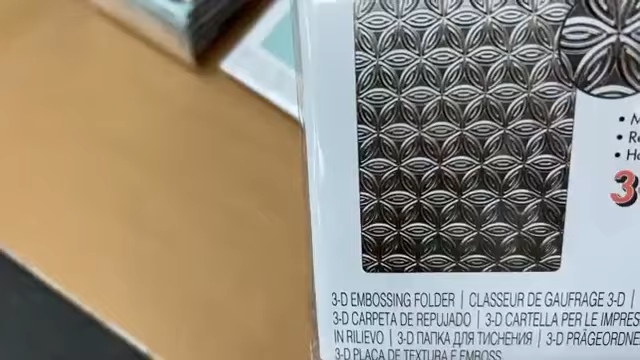 3
3-D EMBOSSING FOLDER | CLASSEUR DE GAUFRAGE 3-D |
3-D CARPETA DE REPUJADO | 3-D CARTELLA PER LE IMPRES
IN RILIEVO | 3-D ПАПКА ДЛЯ ТИСНЕНИЯ | 3-D PRÄGEORDNE
3-D PLACA DE TEXTURA E EMBOSS